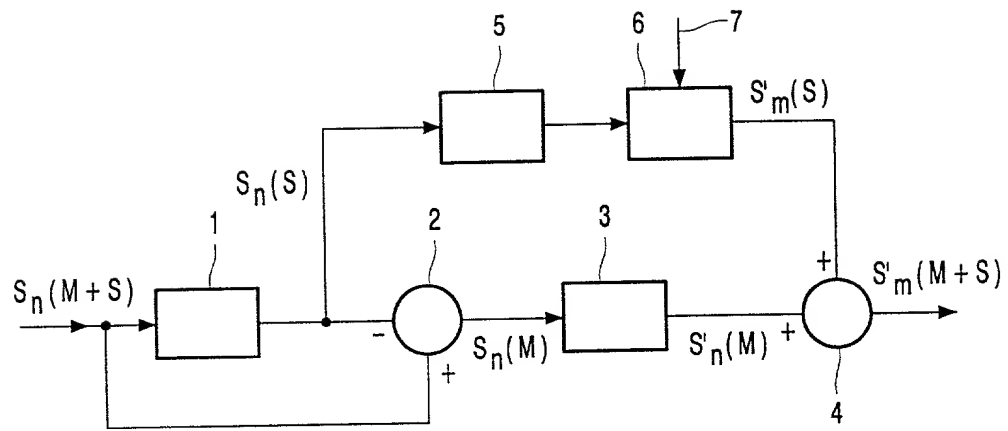 5
6
7
S'm(S)
Sn(S)
1
2
3
Sn(M+S)
+
S'm(M+S)
-
Sn(M)
S'n(M)
+
+
4